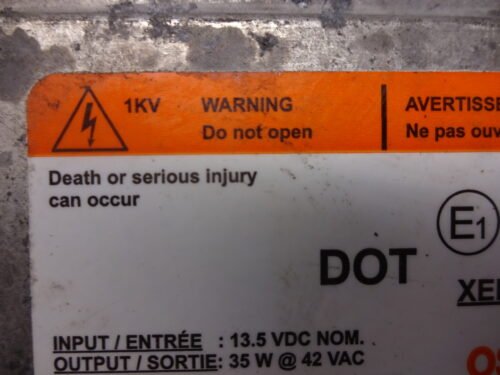 1KV WARNING AVERTISSE
Do not open Ne pas ouv
Death or serious injury
can occur
E1
DOT
XE
INPUT / ENTRÉE : 13.5 VDC NOM.
OUTPUT / SORTIE: 35 W @ 42 VAC